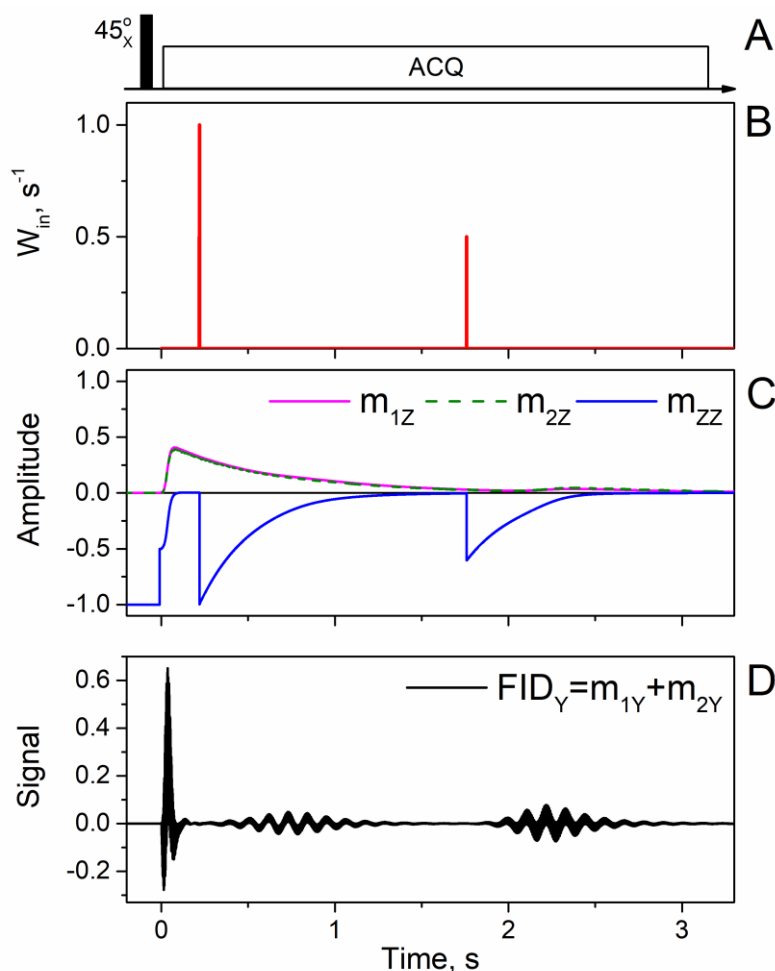 45°X
ACQ
A
B
W_in, s⁻¹
1.0
0.5
0.0
C
m_1Z m_2Z m_ZZ
Amplitude
1.0
0.5
0.0
-0.5
-1.0
D
FID_Y=m_1Y+m_2Y
Signal
0.6
0.4
0.2
0.0
-0.2
0 1 2 3
Time, s